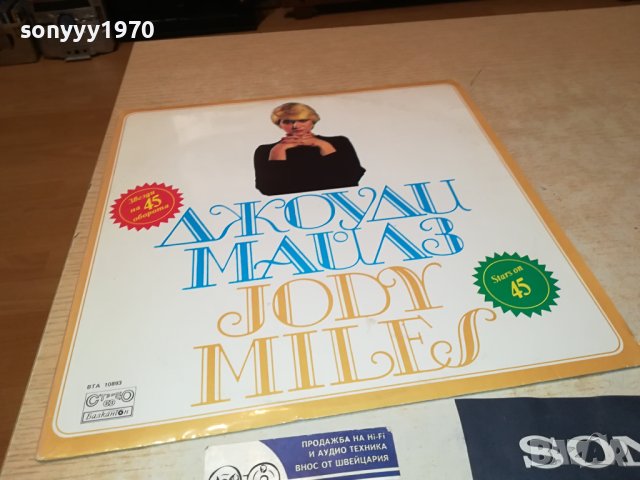 sonyyy1970
Звезди
на 45
оборота
ДЖОУДИ
МАЙЛЗ
JODY
MILES
Stars on
45
ВТА 10893
СТЕРЕО
Балкантон
ПРОДАЖБА НА Hi-Fi
И АУДИО ТЕХНИКА
ВНОС ОТ ШВЕЙЦАРИЯ
SON